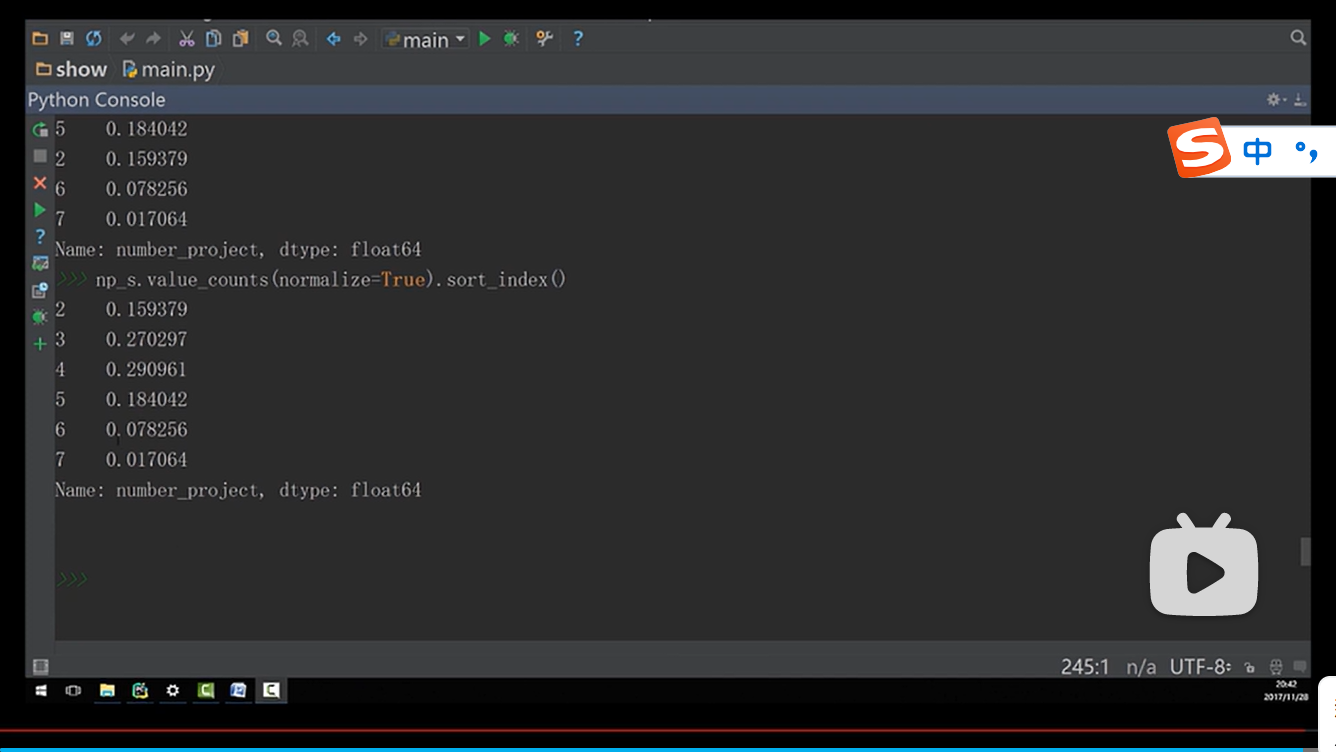 main
show main.py
Python Console
5 0.184042
2 0.159379
6 0.078256
7 0.017064
Name: number_project, dtype: float64
>>> np_s.value_counts(normalize=True).sort_index()
2 0.159379
3 0.270297
4 0.290961
5 0.184042
6 0.078256
7 0.017064
Name: number_project, dtype: float64
>>>
中 °,
245:1 n/a UTF-8
20:42
2017/11/28